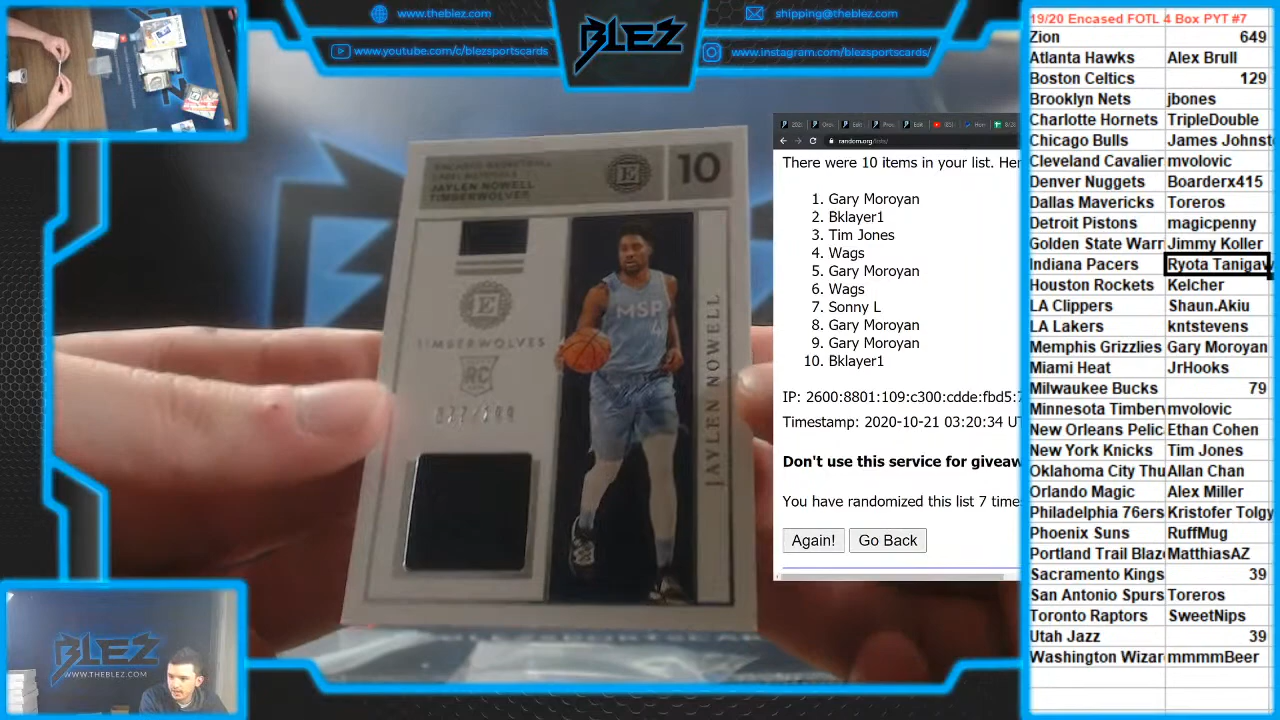 www.theblez.com
www.youtube.com/c/blezsportscards
BLEZ
shipping@theblez.com
www.instagram.com/blezsportscards/
ENCASED BASKETBALL
JAYLEN NOWELL
TIMBERWOLVES
E
10
E
TIMBERWOLVES
RC
MSP
4
JAYLEN NOWELL
random.org/lists/
There were 10 items in your list. Her
1. Gary Moroyan
2. Bklayer1
3. Tim Jones
4. Wags
5. Gary Moroyan
6. Wags
7. Sonny L
8. Gary Moroyan
9. Gary Moroyan
10. Bklayer1
IP: 2600:8801:109:c300:cdde:fbd5:7
Timestamp: 2020-10-21 03:20:34 U
Don't use this service for giveaw
You have randomized this list 7 time
Again! Go Back
19/20 Encased FOTL 4 Box PYT #7
Zion 649
Atlanta Hawks Alex Brull
Boston Celtics 129
Brooklyn Nets jbones
Charlotte Hornets TripleDouble
Chicago Bulls James Johnst
Cleveland Cavalier mvolovic
Denver Nuggets Boarderx415
Dallas Mavericks Toreros
Detroit Pistons magicpenny
Golden State Warr Jimmy Koller
Indiana Pacers Ryota Tanigaw
Houston Rockets Kelcher
LA Clippers Shaun.Akiu
LA Lakers kntstevens
Memphis Grizzlies Gary Moroyan
Miami Heat JrHooks
Milwaukee Bucks 79
Minnesota Timberv mvolovic
New Orleans Pelic Ethan Cohen
New York Knicks Tim Jones
Oklahoma City Thu Allan Chan
Orlando Magic Alex Miller
Philadelphia 76ers Kristofer Tolgy
Phoenix Suns RuffMug
Portland Trail Blaz MatthiasAZ
Sacramento Kings 39
San Antonio Spurs Toreros
Toronto Raptors SweetNips
Utah Jazz 39
Washington Wizar mmmmBeer
BLEZ
WWW.THEBLEZ.COM